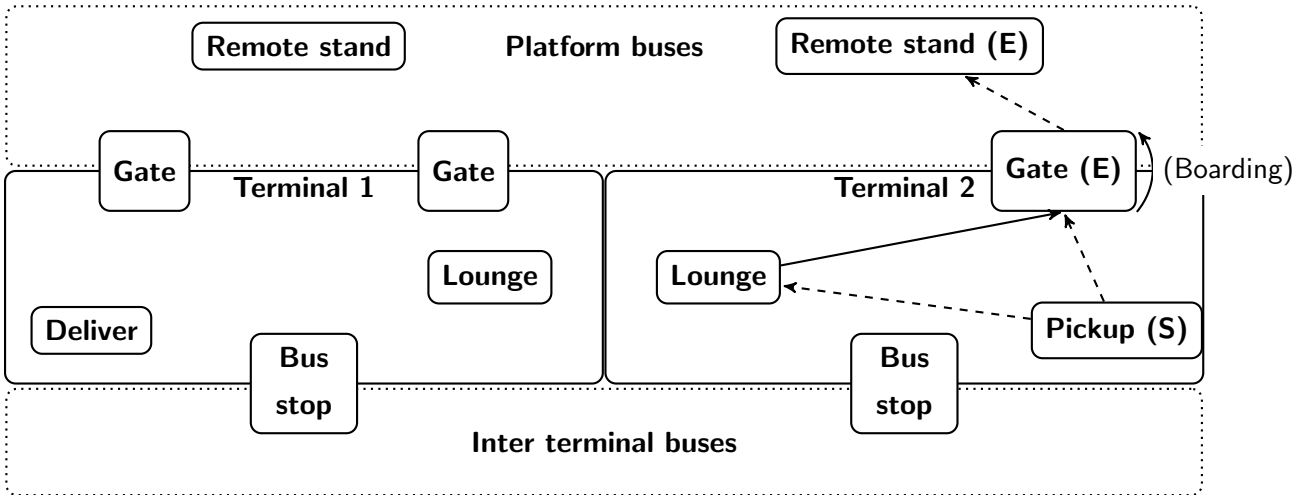 Remote stand
Platform buses
Remote stand (E)
Gate
Gate
Gate (E)
(Boarding)
Terminal 1
Terminal 2
Lounge
Lounge
Deliver
Pickup (S)
Bus
stop
Bus
stop
Inter terminal buses